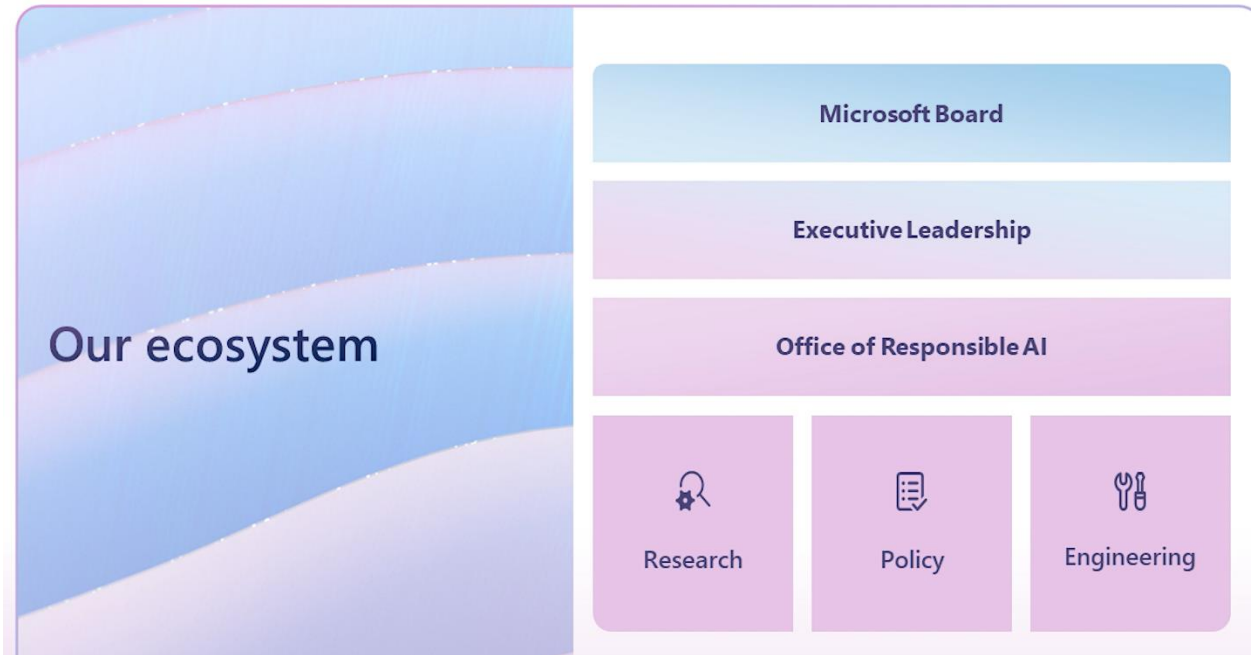 Our ecosystem
Microsoft Board
Executive Leadership
Office of Responsible AI
Research
Policy
Engineering